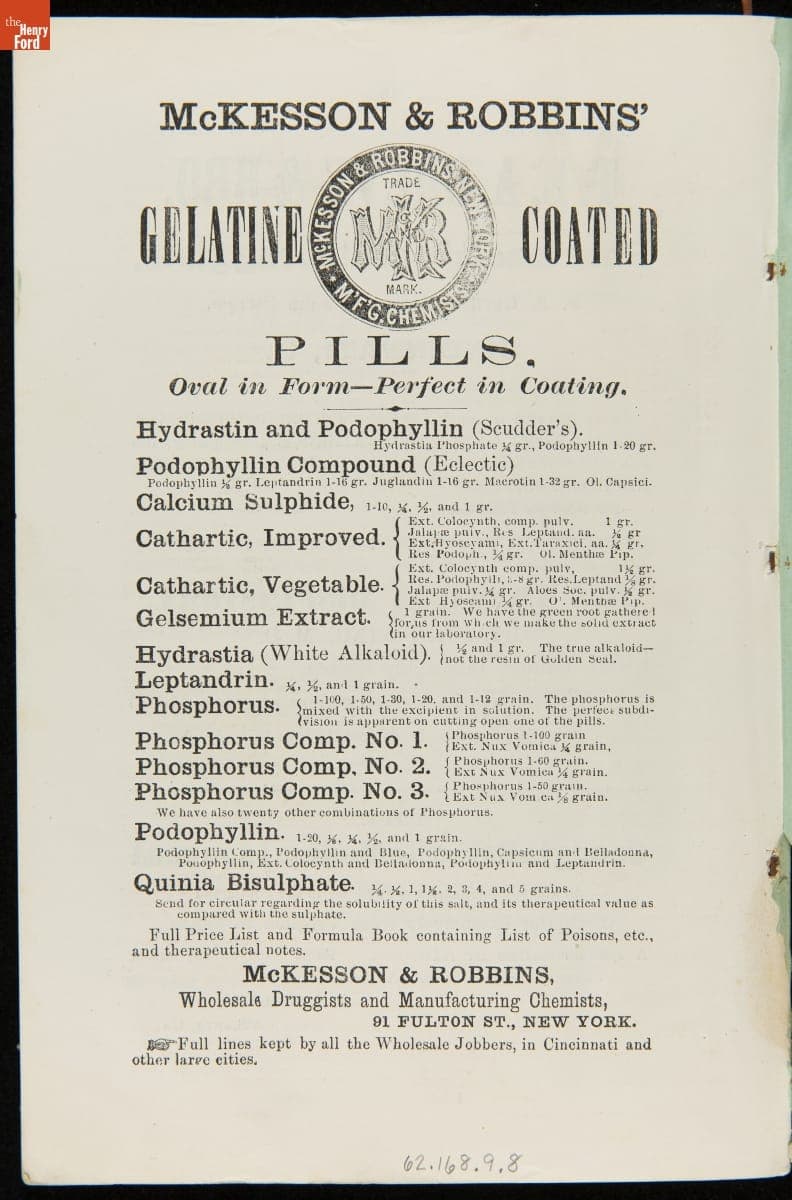 the
Henry
Ford
McKESSON & ROBBINS'
GELATINE COATED
McKESSON & ROBBINS NEW YORK
TRADE
McK AND R
MARK.
M'F'G. CHEMISTS
PILLS,
Oval in Form—Perfect in Coating.
Hydrastin and Podophyllin (Scudder's).
Hydrastia Phosphate ¼ gr., Podophyllin 1-20 gr.
Podophyllin Compound (Eclectic)
Podophyllin gr. Leptandrin 1-16 gr. Juglandin 1-16 gr. Macrotin 1-32 gr. Ol. Capsici.
Calcium Sulphide, 1-10, ¼, ½, and 1 gr.
Cathartic, Improved.
Ext. Colocynth, comp. pulv. 1 gr.
Jalapæ pulv., Res Leptand. aa. gr
Ext. Hyoscyami, Ext. Taraxici, aa. ¼ gr,
Res Podoph., ¼ gr. Ol. Menthæ Pip.
Cathartic, Vegetable.
Ext. Colocynth comp. pulv, gr.
Res. Podophylli, gr. Res. Leptand gr.
Jalapæ pulv. gr. Aloes Soc. pulv. gr.
Ext Hyoscami ¼ gr. Ol. Menthæ Pip.
Gelsemium Extract.
1 grain. We have the green root gathered
for us from which we make the solid extract
in our laboratory.
Hydrastia (White Alkaloid).
½ and 1 gr. The true alkaloid—
not the resin of Golden Seal.
Leptandrin. ¼, ½, and 1 grain.
Phosphorus.
1-100, 1-50, 1-30, 1-20, and 1-12 grain. The phosphorus is
mixed with the excipient in solution. The perfect subdi-
vision is apparent on cutting open one of the pills.
Phosphorus Comp. No. 1.
Phosphorus 1-100 grain
Ext. Nux Vomica ¼ grain,
Phosphorus Comp. No. 2.
Phosphorus 1-60 grain.
Ext Nux Vomica ¼ grain.
Phosphorus Comp. No. 3.
Phosphorus 1-50 grain.
Ext Nux Vomica grain.
We have also twenty other combinations of Phosphorus.
Podophyllin. 1-20, ¼, ½, and 1 grain.
Podophyllin Comp., Podophyllin and Blue, Podophyllin, Capsicum and Belladonna,
Podophyllin, Ext. Colocynth and Belladonna, Podophyllin and Leptandrin.
Quinia Bisulphate. ¼, ½, 1, 2, 3, 4, and 5 grains.
Send for circular regarding the solubility of this salt, and its therapeutical value as
compared with the sulphate.
Full Price List and Formula Book containing List of Poisons, etc.,
and therapeutical notes.
McKESSON & ROBBINS,
Wholesale Druggists and Manufacturing Chemists,
91 FULTON ST., NEW YORK.
☞Full lines kept by all the Wholesale Jobbers, in Cincinnati and
other large cities.
62.168.9.8